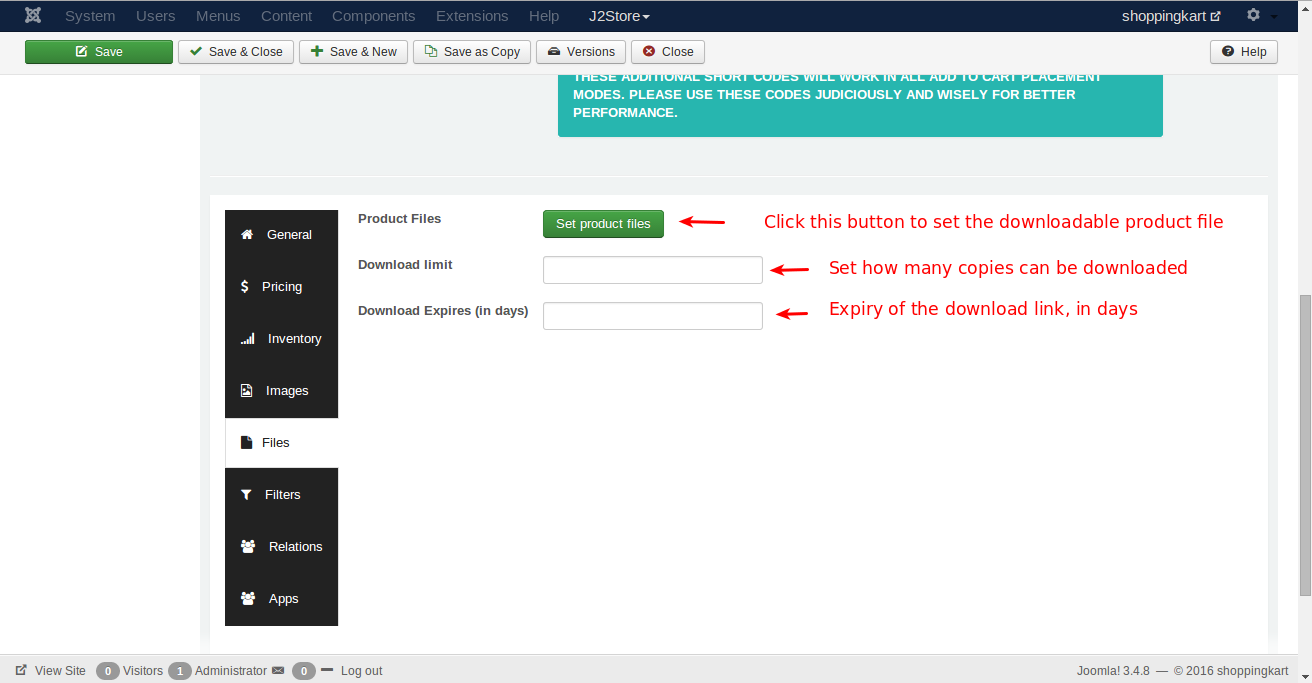 System Users Menus Content Components Extensions Help J2Store shoppingkart
Save Save & Close Save & New Save as Copy Versions Close Help
THESE ADDITIONAL SHORT CODES WILL WORK IN ALL ADD TO CART PLACEMENT
MODES. PLEASE USE THESE CODES JUDICIOUSLY AND WISELY FOR BETTER
PERFORMANCE.
General
Pricing
Inventory
Images
Files
Filters
Relations
Apps
Product Files Set product files Click this button to set the downloadable product file
Download limit Set how many copies can be downloaded
Download Expires (in days) Expiry of the download link, in days
View Site 0 Visitors 1 Administrator 0 Log out Joomla! 3.4.8 — © 2016 shoppingkart